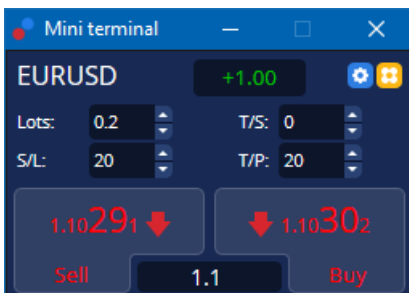 Mini terminal
EURUSD +1.00
Lots: 0.2 T/S: 0
S/L: 20 T/P: 20
1.10291 1.10302
Sell 1.1 Buy